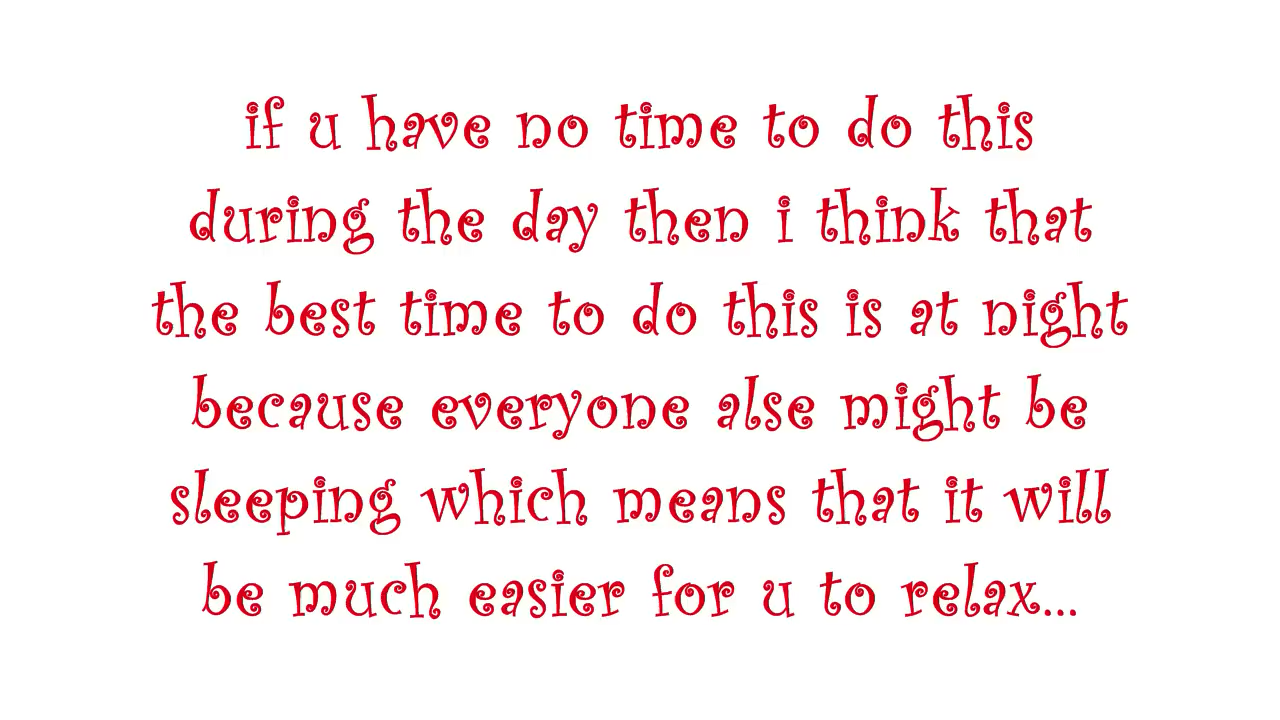 if u have no time to do this
during the day then i think that
the best time to do this is at night
because everyone alse might be
sleeping which means that it will
be much easier for u to relax...